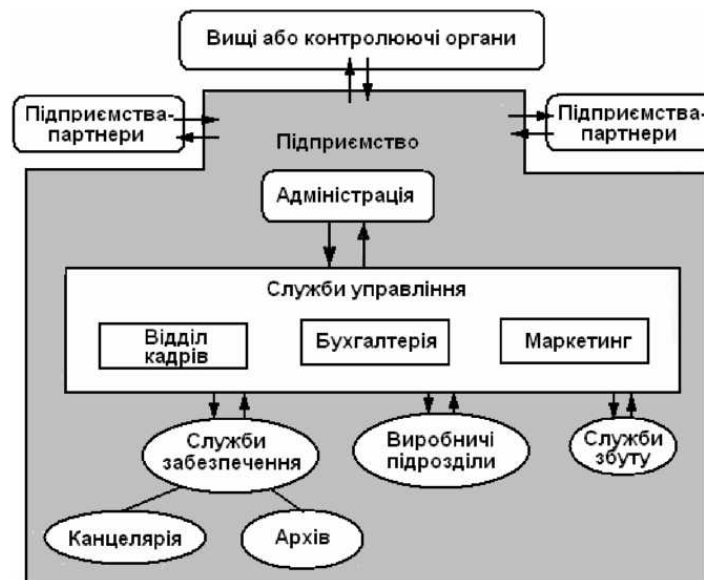 Вищі або контролюючі органи
Підприємства-
партнери
Підприємства-
партнери
Підприємство
Адміністрація
Служби управління
Відділ
кадрів
Бухгалтерія
Маркетинг
Служби
забезпечення
Виробничі
підрозділи
Служби
збуту
Канцелярія
Архів